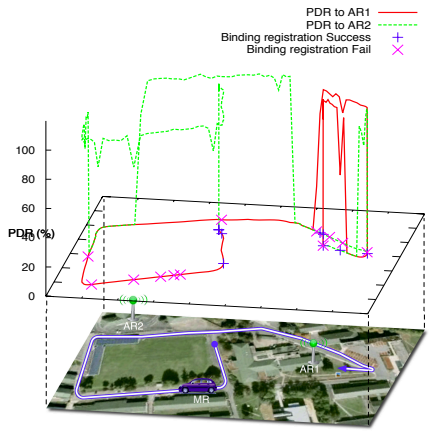 PDR to AR1
PDR to AR2
Binding registration Success
Binding registration Fail
100
80
60
PDR (%)
40
20
0
AR2
AR1
MR